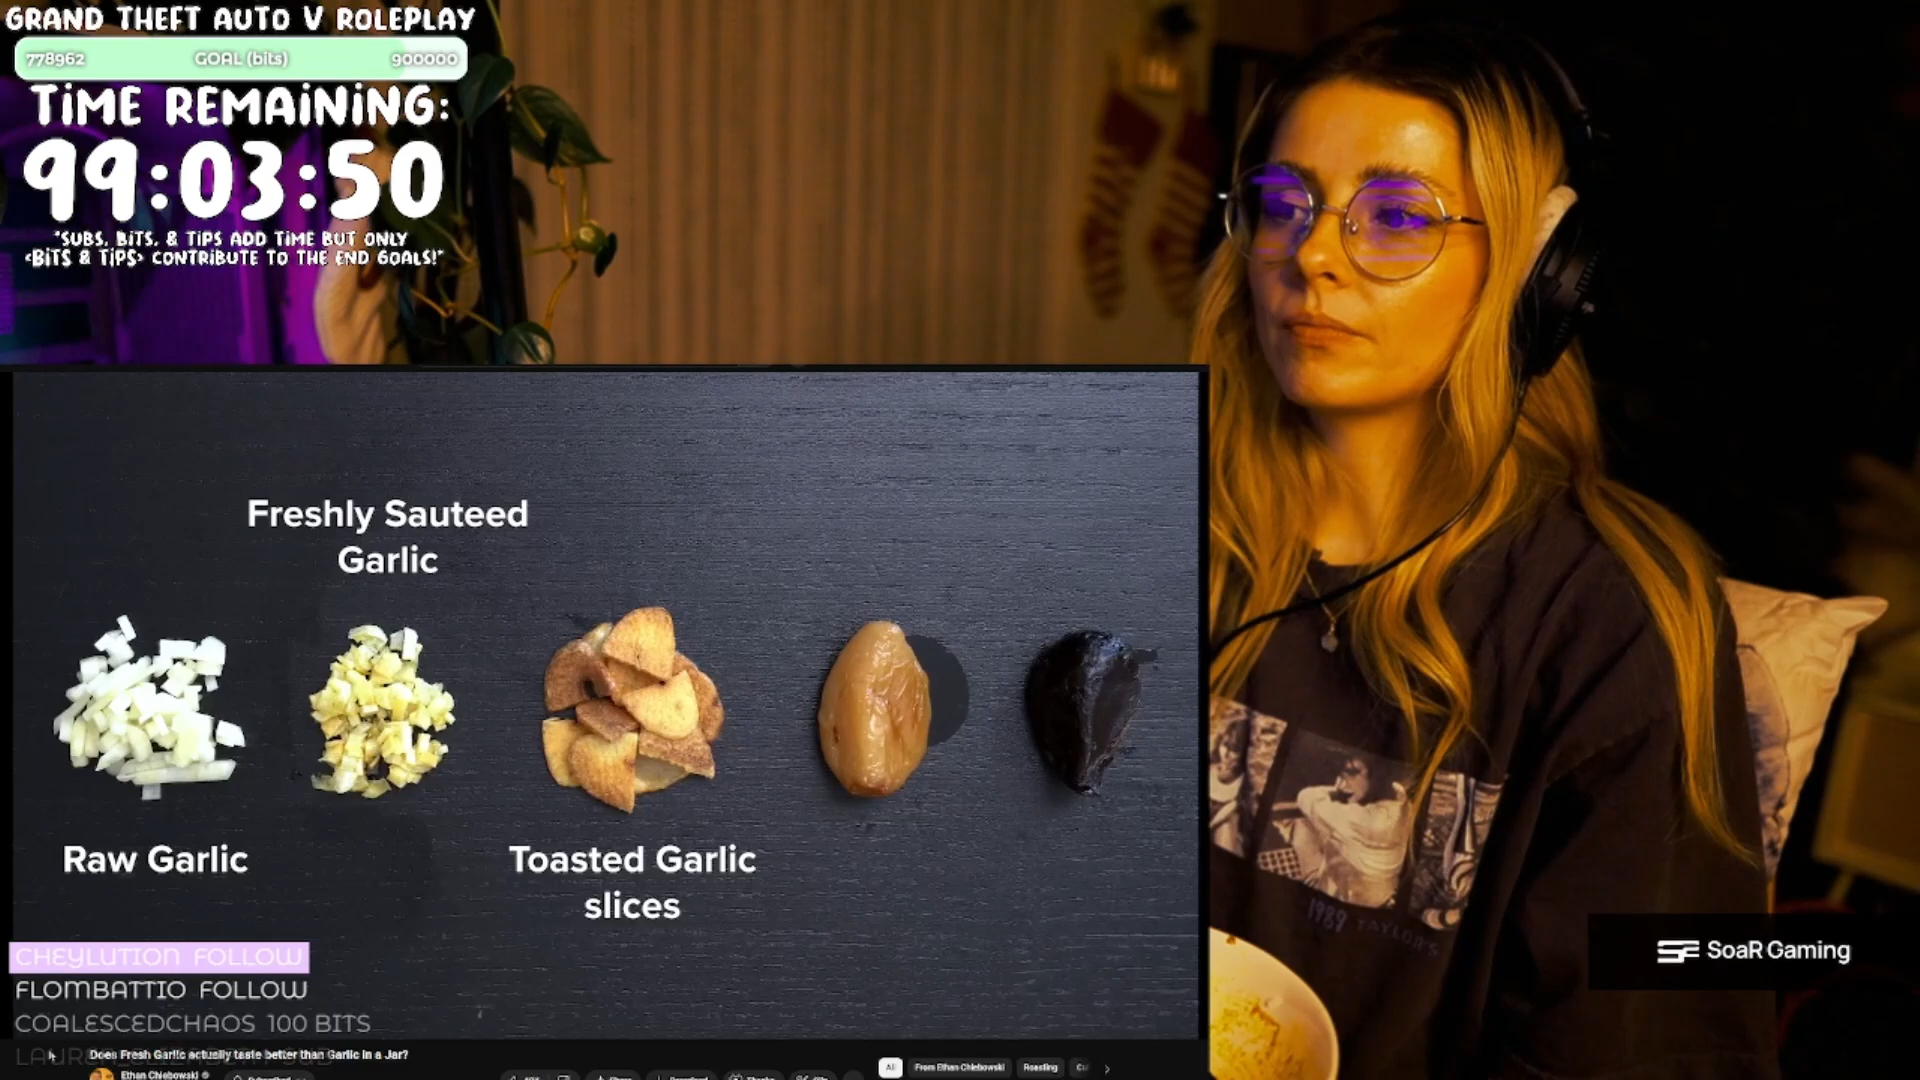 GRAND THEFT AUTO V ROLEPLAY
778962 GOAL (bits) 900000
TIME REMAINING:
99:03:50
"SUBS, BITS, & TIPS ADD TIME BUT ONLY
<BITS & TIPS> CONTRIBUTE TO THE END GOALS!"
Freshly Sauteed
Garlic
Raw Garlic
Toasted Garlic
slices
1989 TAYLOR'S
SoaR Gaming
CHEYLUTION FOLLOW
FLOMBATTIO FOLLOW
COALESCEDCHAOS 100 BITS
Does Fresh Garlic actually taste better than Garlic in a Jar?
Ethan Chlebowski
All From Ethan Chlebowski Roasting